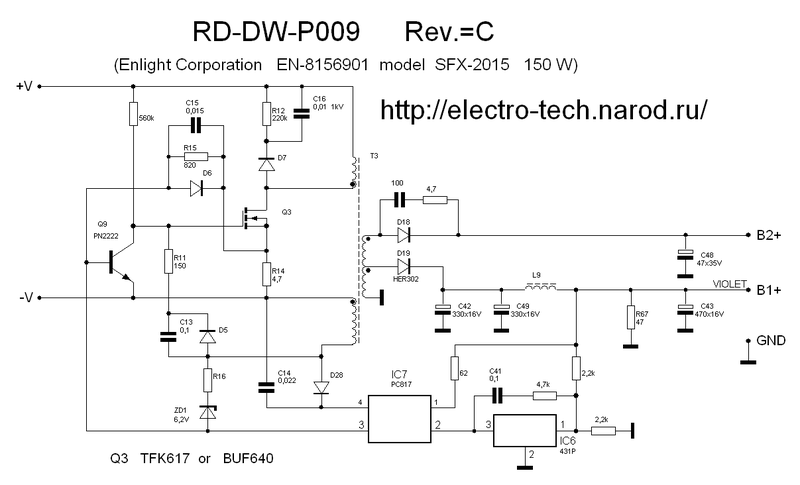 RD-DW-P009 Rev.=C
(Enlight Corporation EN-8156901 model SFX-2015 150 W)
http://electro-tech.narod.ru/
+V
560k
C15
0,015
R15
820
D6
R12
220k
C16
0,01 1kV
D7
T3
Q9
PN2222
Q3
R11
150
R14
4,7
100
4,7
D18
D19
HER302
B2+
C48
47x35V
-V
L9
VIOLET
B1+
C42
330x16V
C49
330x16V
R67
47
C43
470x16V
GND
C13
0,1
D5
R16
ZD1
6,2V
C14
0,022
D28
IC7
PC817
4
3
1
2
62
C41
0,1
4,7k
2,2k
2,2k
3
1
2
IC6
431P
Q3 TFK617 or BUF640